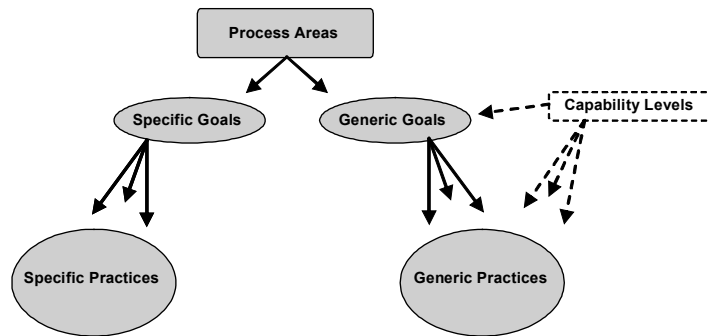 Process Areas
Specific Goals
Generic Goals
Capability Levels
Specific Practices
Generic Practices